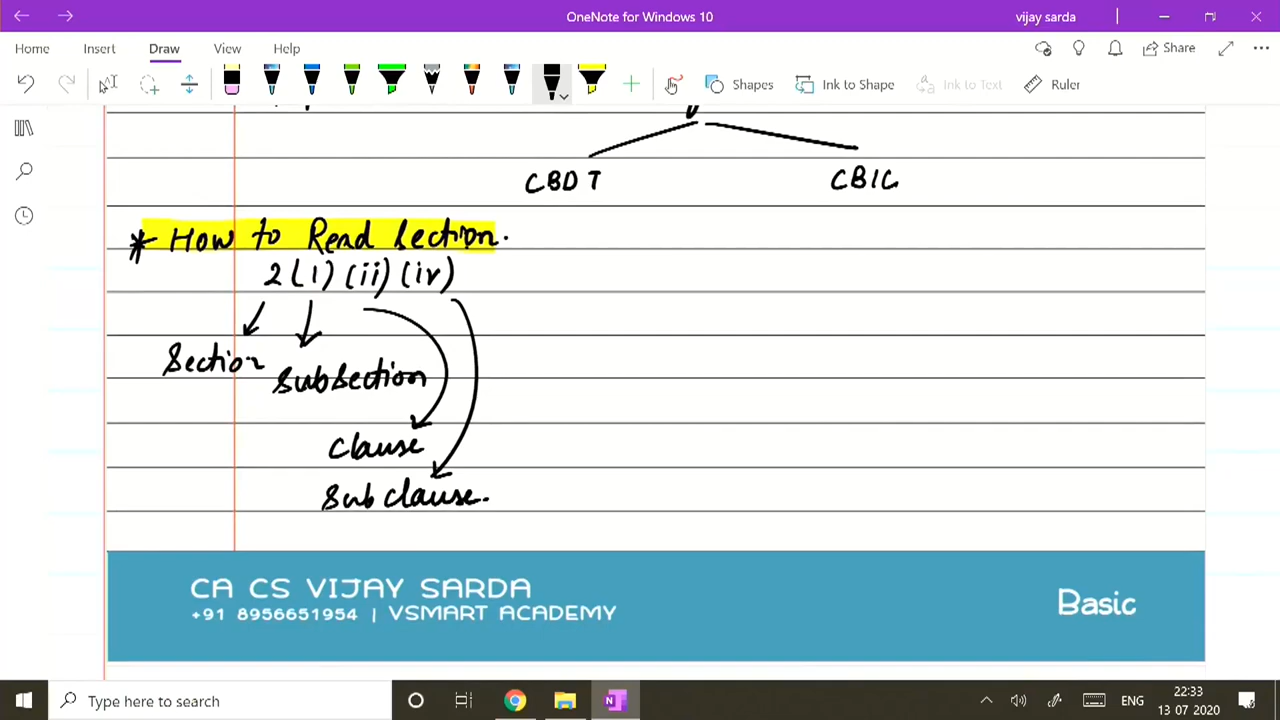 OneNote for Windows 10
vijay sarda
Home Insert Draw View Help
Share
Shapes
Ink to Shape
Ink to Text
Ruler
CBDT CBIC
* How to Read Section.
2(1)(ii)(iv)
Section
Subsection
Clause
Sub clause.
CA CS VIJAY SARDA
+91 8956651954 | VSMART ACADEMY
Basic
Type here to search
ENG
22:33
13 07 2020
3